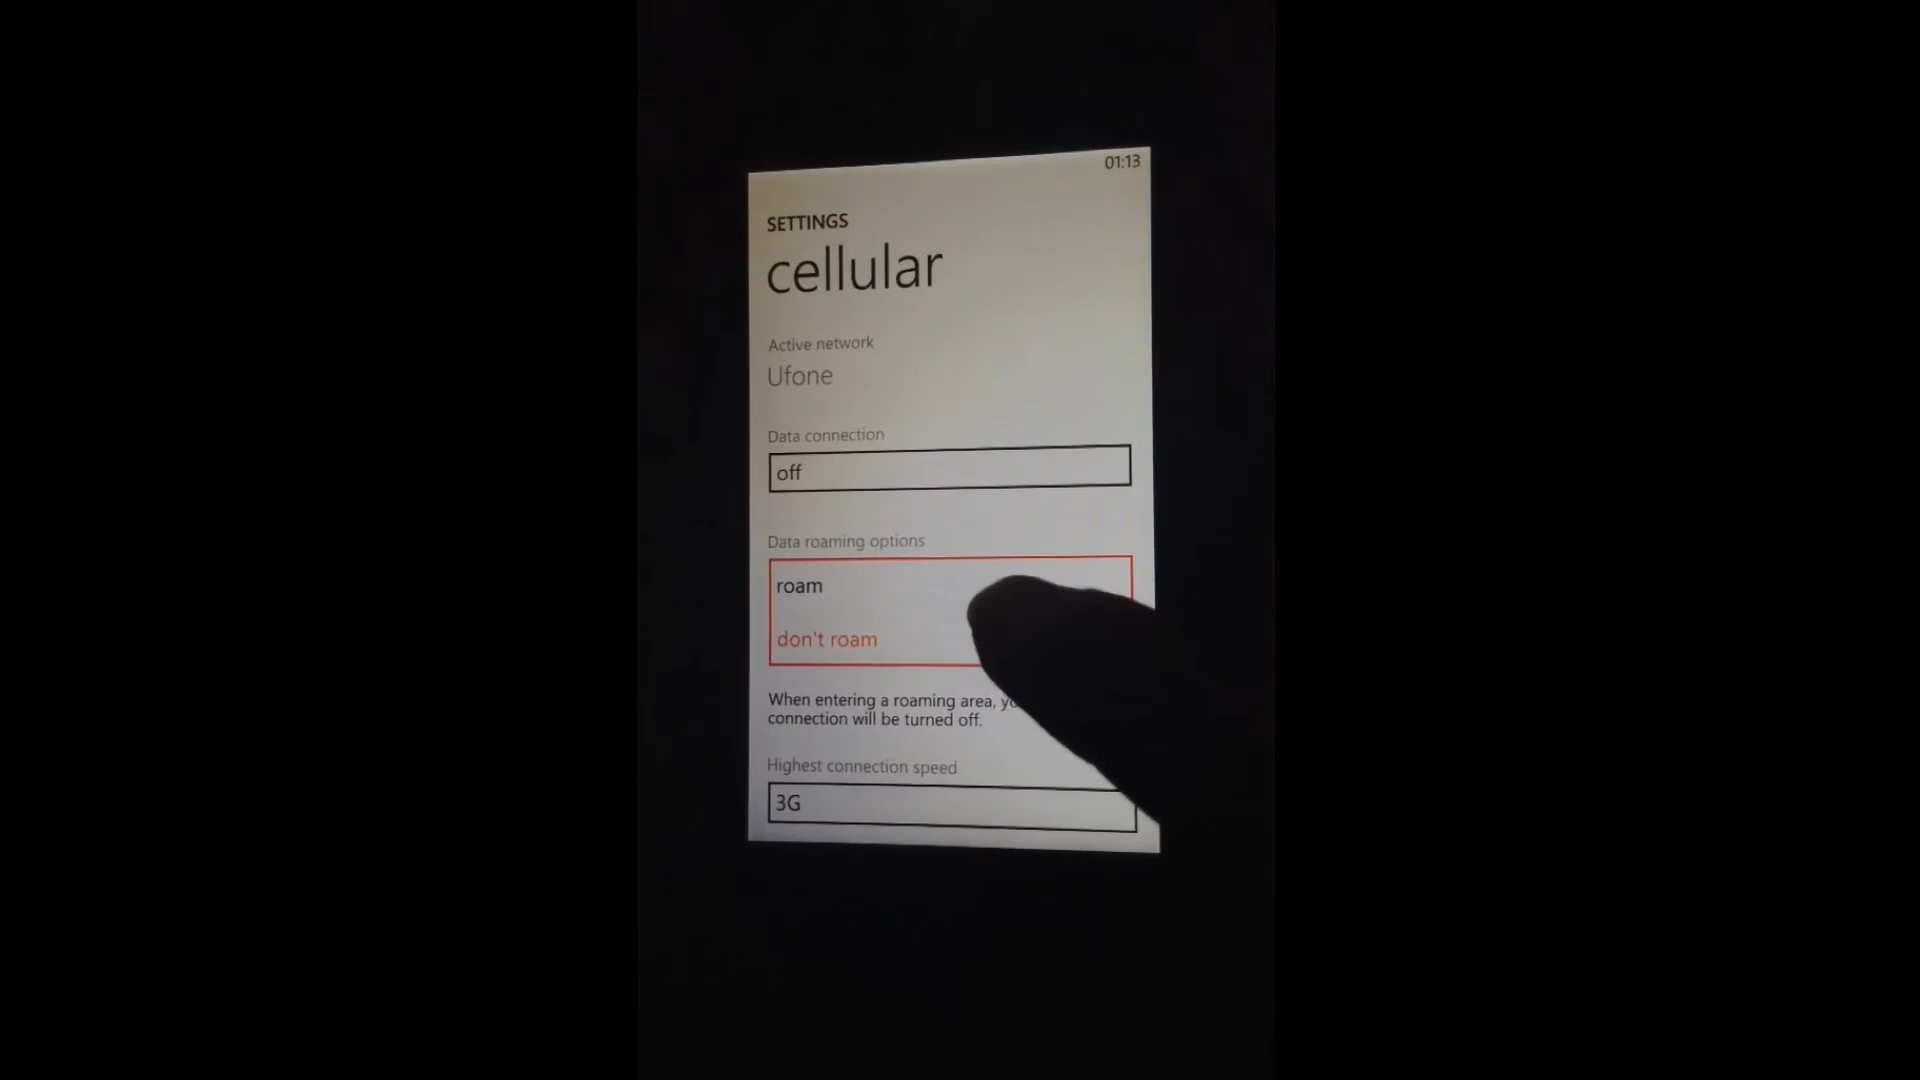 01:13
SETTINGS
cellular
Active network
Ufone
Data connection
off
Data roaming options
roam
don't roam
When entering a roaming area,
connection will be turned off.
Highest connection speed
3G